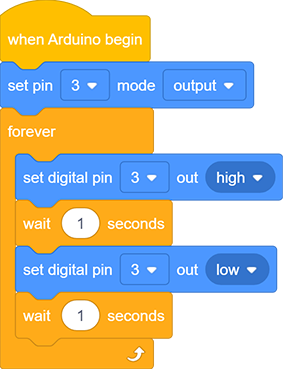 when Arduino begin
set pin 3 mode output
forever
set digital pin 3 out high
wait 1 seconds
set digital pin 3 out low
wait 1 seconds